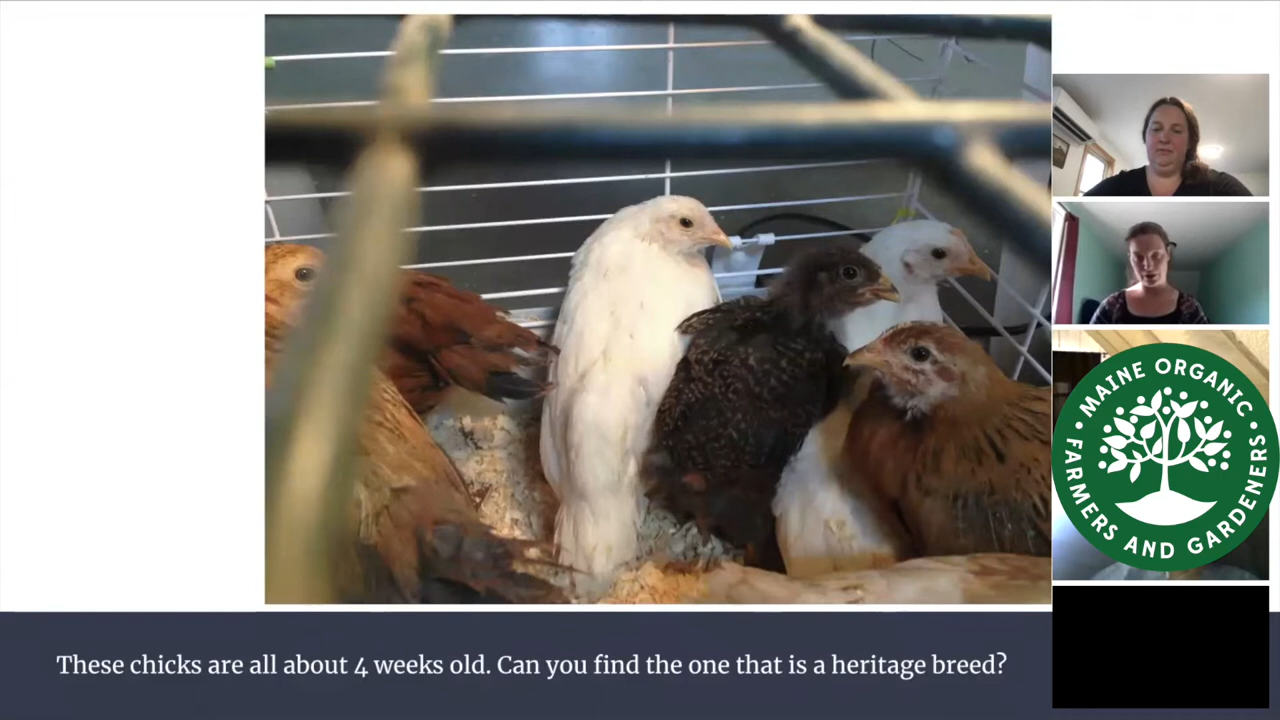 These chicks are all about 4 weeks old. Can you find the one that is a heritage breed?
MAINE ORGANIC
FARMERS AND GARDENERS